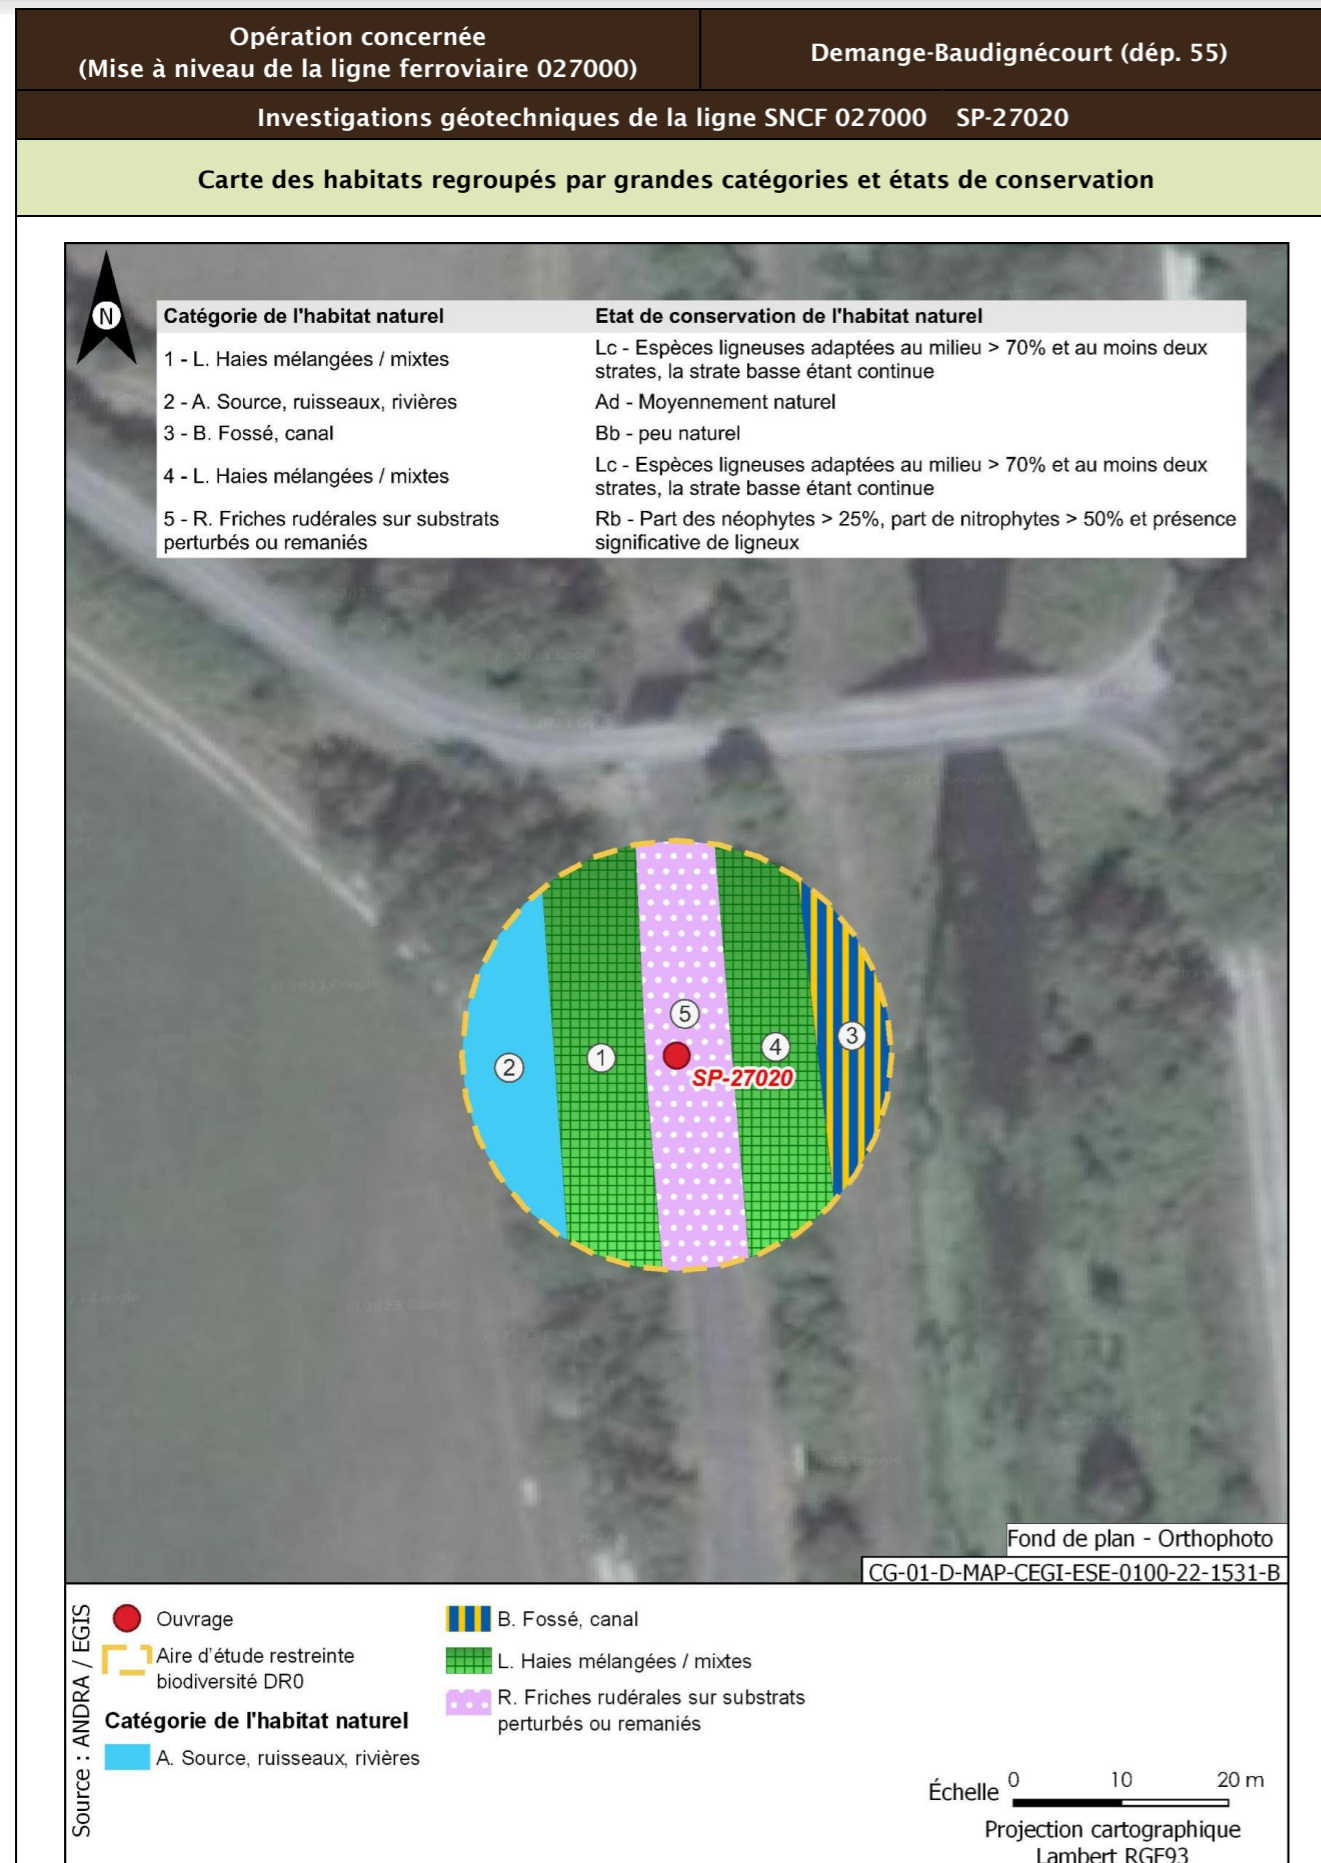 Opération concernée
(Mise à niveau de la ligne ferroviaire 027000)
Demange-Baudignécourt (dép. 55)
Investigations géotechniques de la ligne SNCF 027000 SP-27020
Carte des habitats regroupés par grandes catégories et états de conservation
N
Catégorie de l'habitat naturel
Etat de conservation de l'habitat naturel
1 - L. Haies mélangées / mixtes
Lc - Espèces ligneuses adaptées au milieu > 70% et au moins deux
strates, la strate basse étant continue
2 - A. Source, ruisseaux, rivières
Ad - Moyennement naturel
3 - B. Fossé, canal
Bb - peu naturel
4 - L. Haies mélangées / mixtes
Lc - Espèces ligneuses adaptées au milieu > 70% et au moins deux
strates, la strate basse étant continue
5 - R. Friches rudérales sur substrats
perturbés ou remaniés
Rb - Part des néophytes > 25%, part de nitrophytes > 50% et présence
significative de ligneux
5
3
4
1
2
SP-27020
© 2023 Google
Fond de plan - Orthophoto
CG-01-D-MAP-CEGI-ESE-0100-22-1531-B
Source : ANDRA / EGIS
Ouvrage
Aire d'étude restreinte
biodiversité DR0
Catégorie de l'habitat naturel
A. Source, ruisseaux, rivières
B. Fossé, canal
L. Haies mélangées / mixtes
R. Friches rudérales sur substrats
perturbés ou remaniés
Échelle 0 10 20 m
Projection cartographique
Lambert RGF93